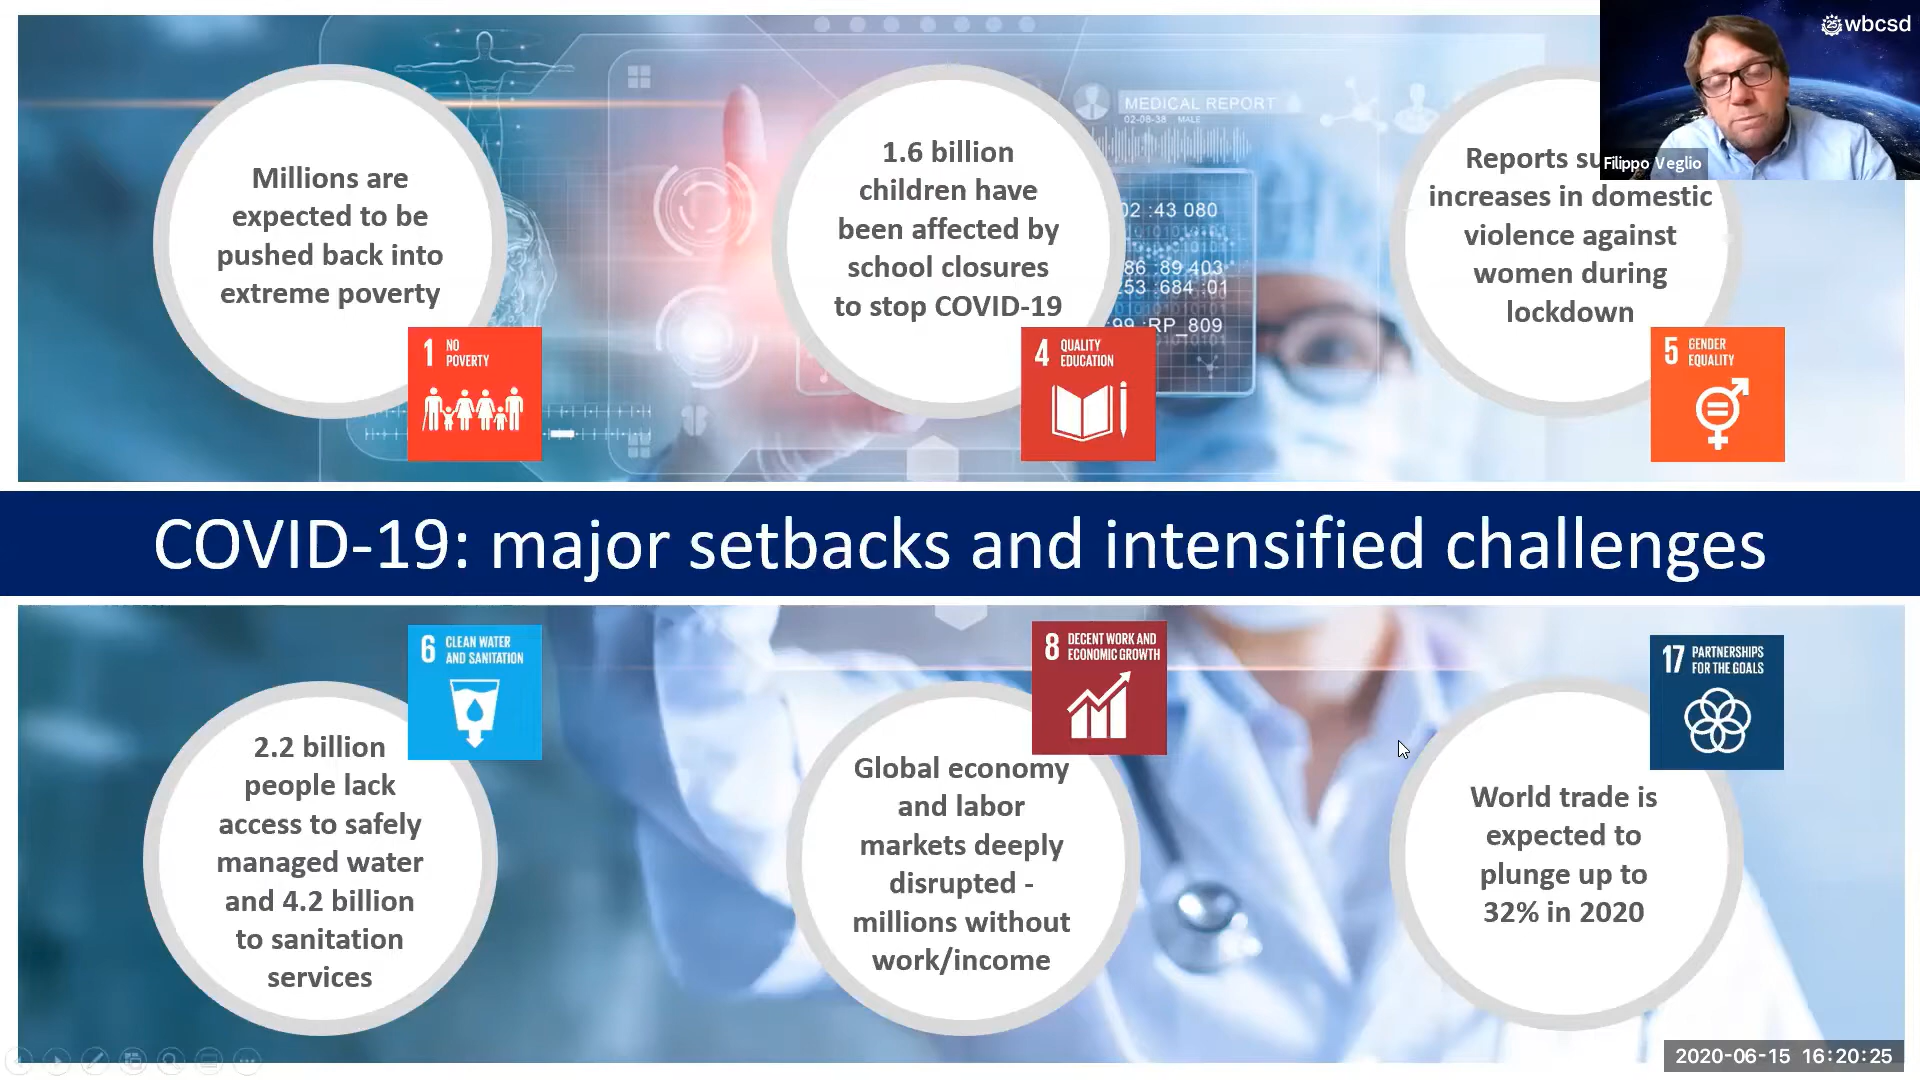 wbcsd
Filippo Veglio
MEDICAL REPORT
02-08-38 MALE
Millions are
expected to be
pushed back into
extreme poverty
1 NO
POVERTY
1.6 billion
children have
been affected by
school closures
to stop COVID-19
4 QUALITY
EDUCATION
02 :43 080
86 :89 403
253 :684 :01
:99 :RP_809
Reports
increases in domestic
violence against
women during
lockdown
5 GENDER
EQUALITY
COVID-19: major setbacks and intensified challenges
6 CLEAN WATER
AND SANITATION
2.2 billion
people lack
access to safely
managed water
and 4.2 billion
to sanitation
services
8 DECENT WORK AND
ECONOMIC GROWTH
Global economy
and labor
markets deeply
disrupted -
millions without
work/income
17 PARTNERSHIPS
FOR THE GOALS
World trade is
expected to
plunge up to
32% in 2020
2020-06-15 16:20:25